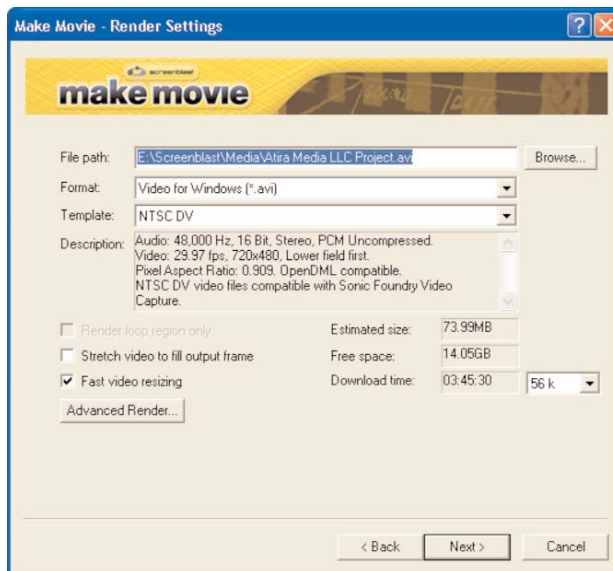 Make Movie - Render Settings
screenblast
make movie
File path: E:\Screenblast\Media\Atira Media LLC Project.avi Browse...
Format: Video for Windows (*.avi)
Template: NTSC DV
Description: Audio: 48,000 Hz, 16 Bit, Stereo, PCM Uncompressed.
Video: 29.97 fps, 720x480, Lower field first.
Pixel Aspect Ratio: 0.909. OpenDML compatible.
NTSC DV video files compatible with Sonic Foundry Video
Capture.
Render loop region only Estimated size: 73.99MB
Stretch video to fill output frame Free space: 14.05GB
Fast video resizing Download time: 03:45:30 56 k
Advanced Render...
< Back Next > Cancel